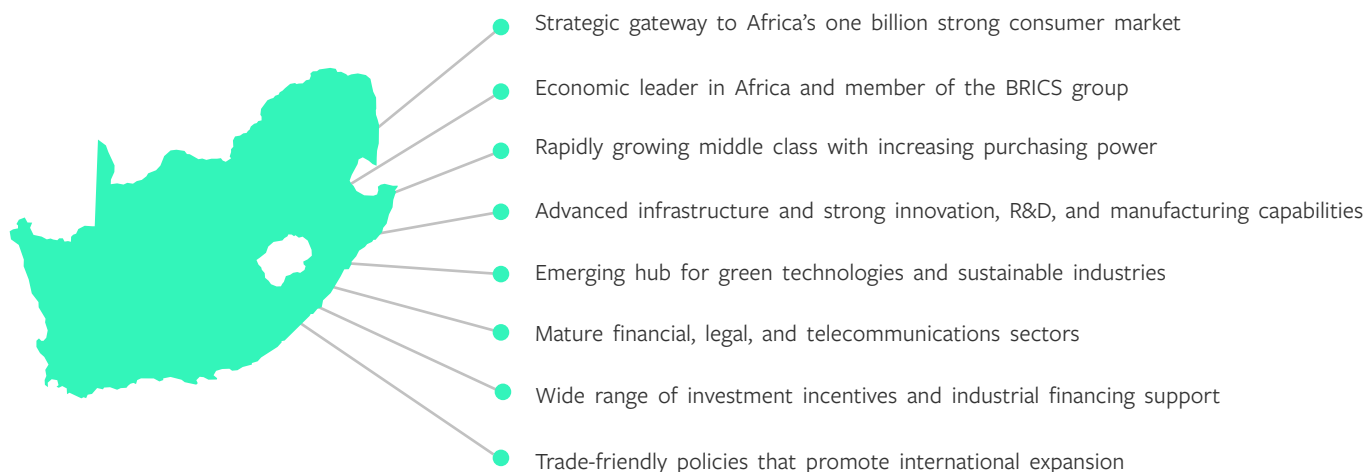 Strategic gateway to Africa’s one billion strong consumer market
Economic leader in Africa and member of the BRICS group
Rapidly growing middle class with increasing purchasing power
Advanced infrastructure and strong innovation, R&D, and manufacturing capabilities
Emerging hub for green technologies and sustainable industries
Mature financial, legal, and telecommunications sectors
Wide range of investment incentives and industrial financing support
Trade-friendly policies that promote international expansion